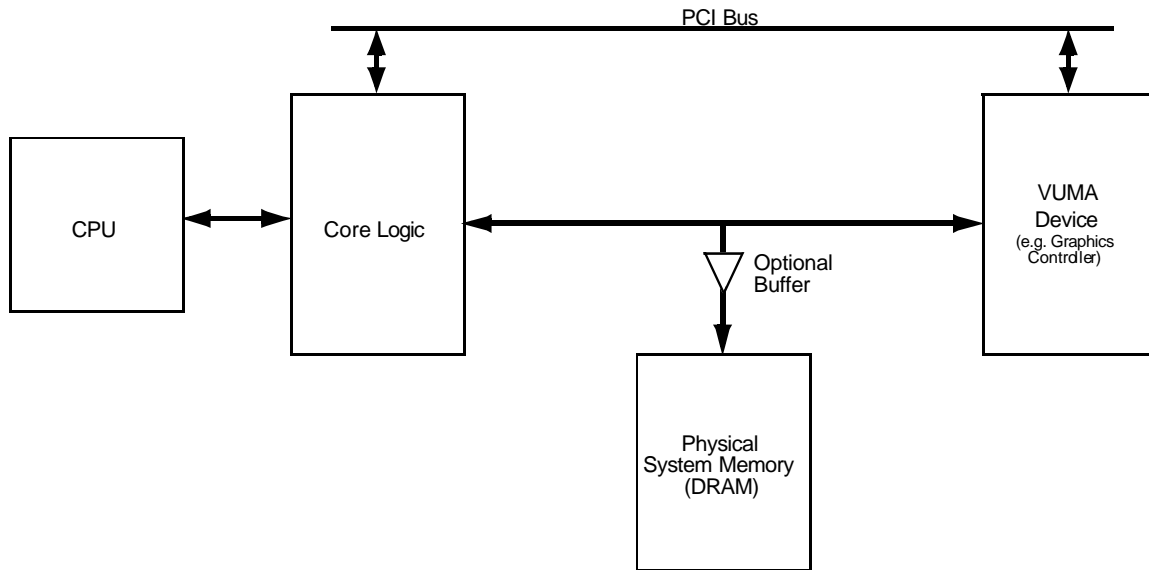 PCI Bus
CPU
Core Logic
VUMA
Device
(e.g. Graphics
Controller)
Optional
Buffer
Physical
System Memory
(DRAM)